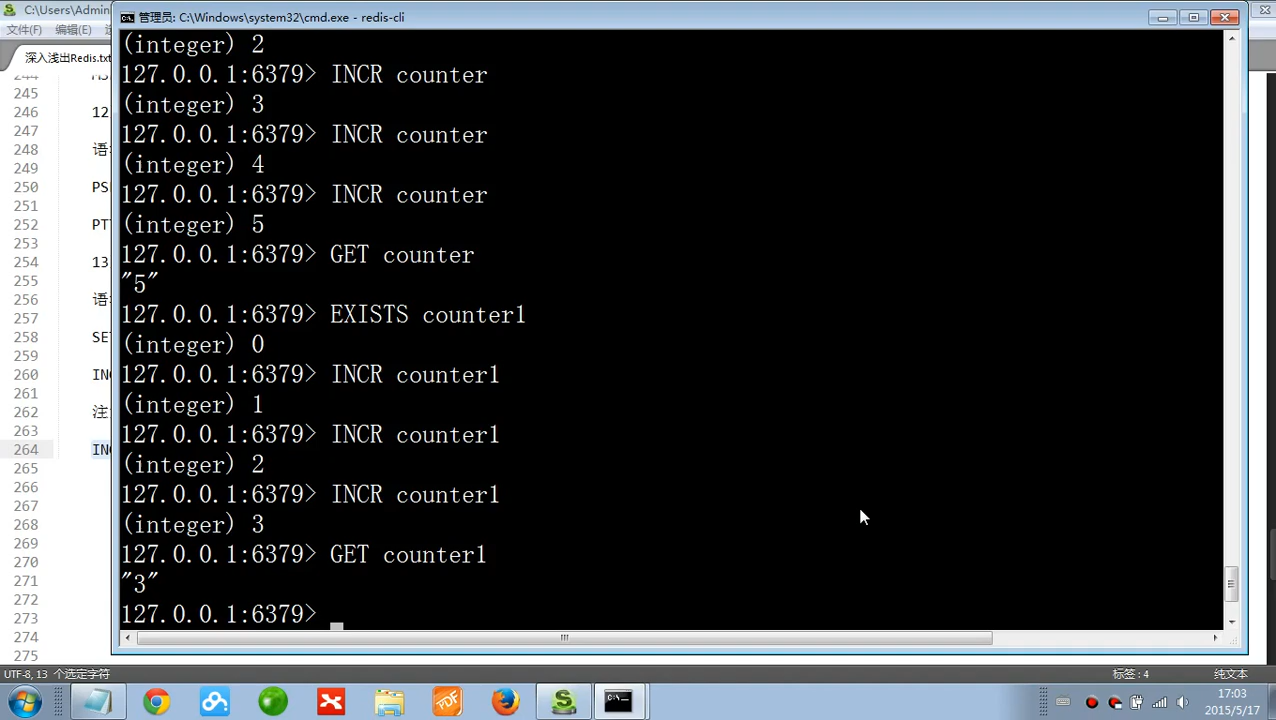 C:\Users\Admin
管理员: C:\Windows\system32\cmd.exe - redis-cli
文件(F) 编辑(E)
深入浅出Redis.txt
(integer) 2
127.0.0.1:6379> INCR counter
(integer) 3
127.0.0.1:6379> INCR counter
(integer) 4
127.0.0.1:6379> INCR counter
(integer) 5
127.0.0.1:6379> GET counter
"5"
127.0.0.1:6379> EXISTS counter1
(integer) 0
127.0.0.1:6379> INCR counter1
(integer) 1
127.0.0.1:6379> INCR counter1
(integer) 2
127.0.0.1:6379> INCR counter1
(integer) 3
127.0.0.1:6379> GET counter1
"3"
127.0.0.1:6379>
245
246 12
247
248
249
250 PS
251
252
253
254 13
255
256
257
258 SE
259
260 IN
261
262 注
263
264 IN
265
266
267
268
269
270
271
272
273
274
275
UTF-8, 13 个选定字符
标签: 4
纯文本
PDF
17:03
2015/5/17